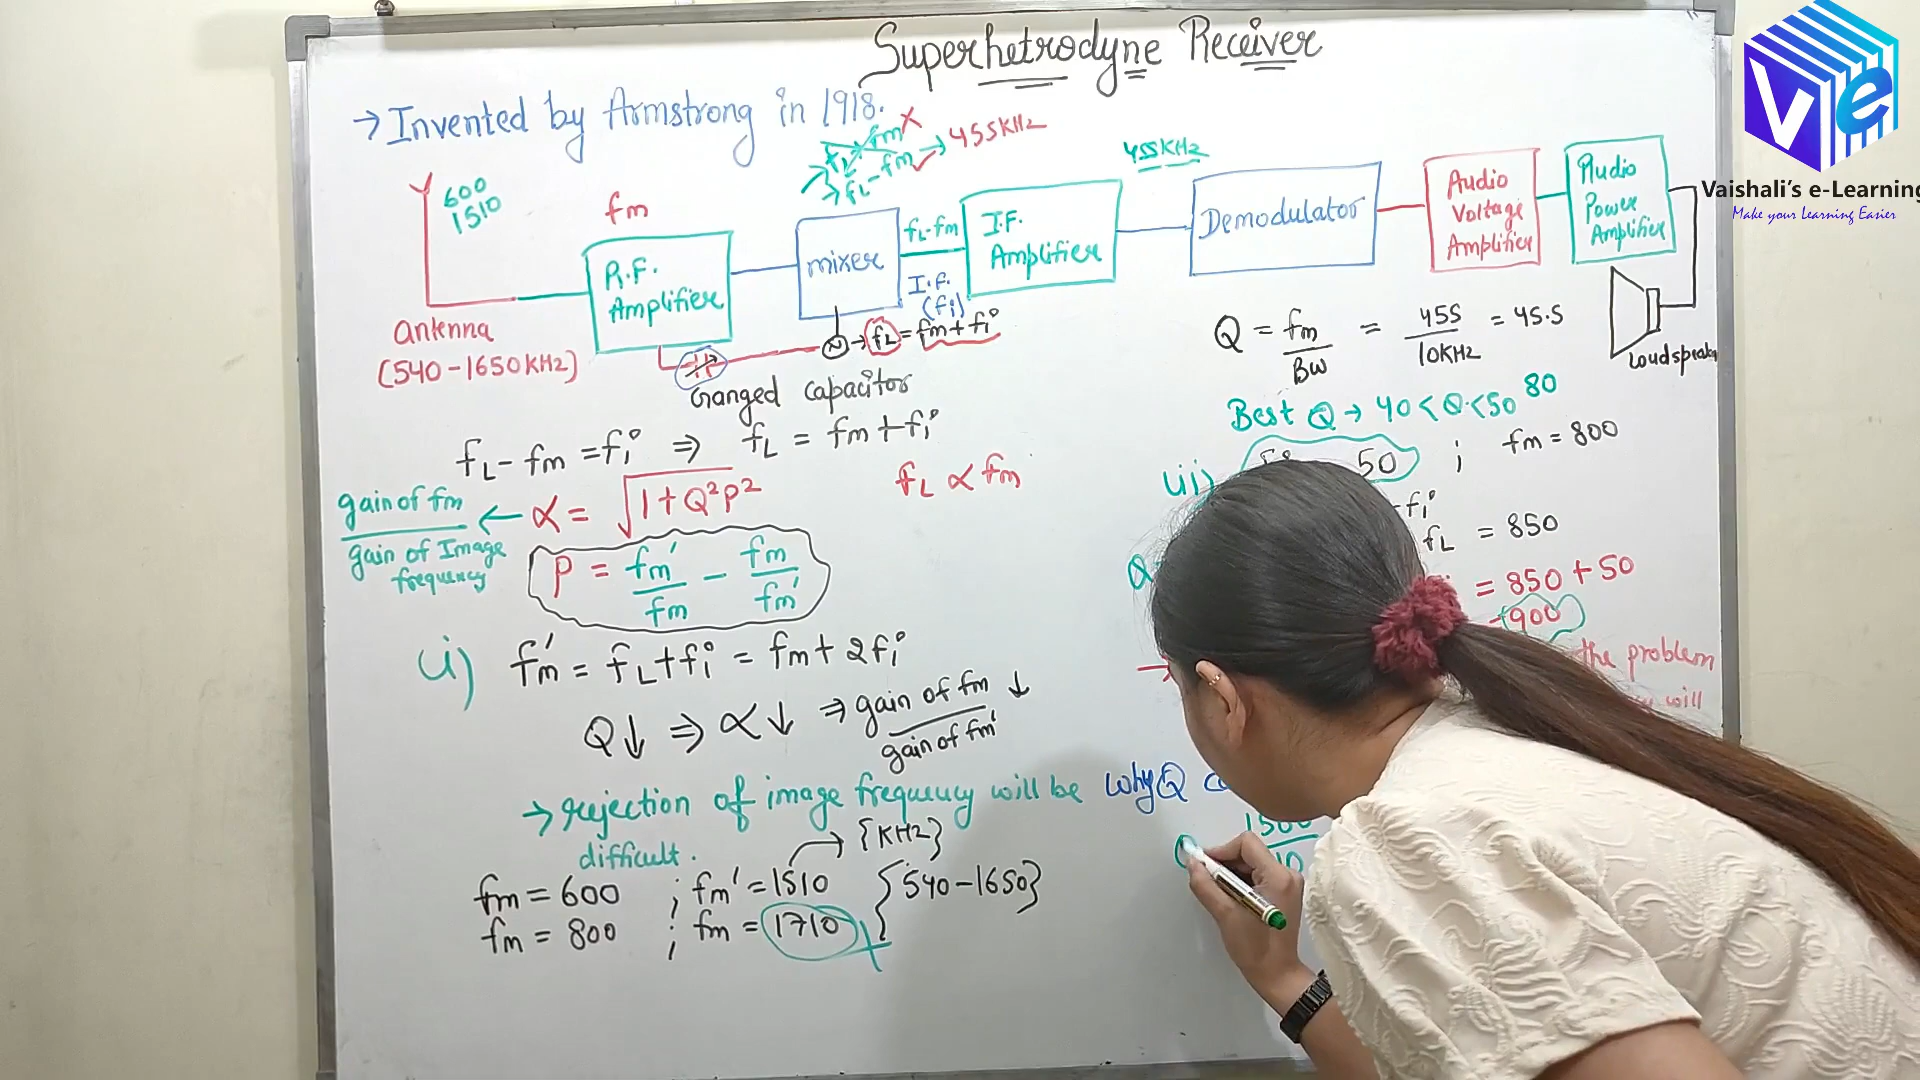 Superhetrodyne Receiver
→ Invented by Armstrong in 1918.
fL+fm X
fL-fm ✓ → 455KHz
600
1510
fm
R.F. Amplifier
mixer
fL-fm
I.F.
(fi)
I.F. Amplifier
455KHz
Demodulator
Audio Voltage Amplifier
Audio Power Amplifier
Loudspeaker
antenna
(540-1650KHz)
→ fL = fm+fi
Ganged capacitor
Q = fm/BW = 455/10KHz = 45.5
Best Q → 40<Q<50 80
fL - fm = fi ⇒ fL = fm + fi
fL ∝ fm
gain of fm / gain of Image frequency ← α = √1+Q²P²
P = fm'/fm - fm/fm'
ii) fm' = fL+fi = fm+2fi
Q↓ ⇒ α↓ ⇒ gain of fm / gain of fm' ↓
→ rejection of image frequency will be
difficult.
→ {KHz}
fm = 600 ; fm' = 1510 {540-1650}
fm = 800 ; fm = 1710 X
iii) 50 ; fm = 800
fi
fL = 850
= 850 + 50
900
the problem
will
why Q
1500
10
Vaishali's e-Learning
Make your Learning Easier